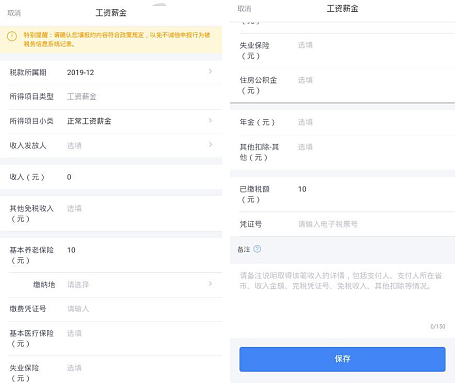 取消
工资薪金
特别提醒：请确认您填报的内容符合政策规定，以免不诚信申报行为被
税务信息系统记录。
税款所属期
2019-12
所得项目类型
工资薪金
所得项目小类
正常工资薪金
收入发放人
选填
收入（元）
0
其他免税收入
（元）
选填
基本养老保险
（元）
10
缴纳地
请选择
缴费凭证号
请输入
基本医疗保险
（元）
选填
失业保险
（元）
选填
取消
工资薪金
（元）
失业保险
（元）
选填
住房公积金
（元）
选填
年金（元）
选填
其他扣除-其
他（元）
选填
已缴税额
（元）
10
凭证号
请输入电子税票号
备注
请备注说明取得该笔收入的详情，包括支付人、支付人所在省
市、收入金额、完税凭证号、免税收入、其他扣除等情况。
0/150
保存